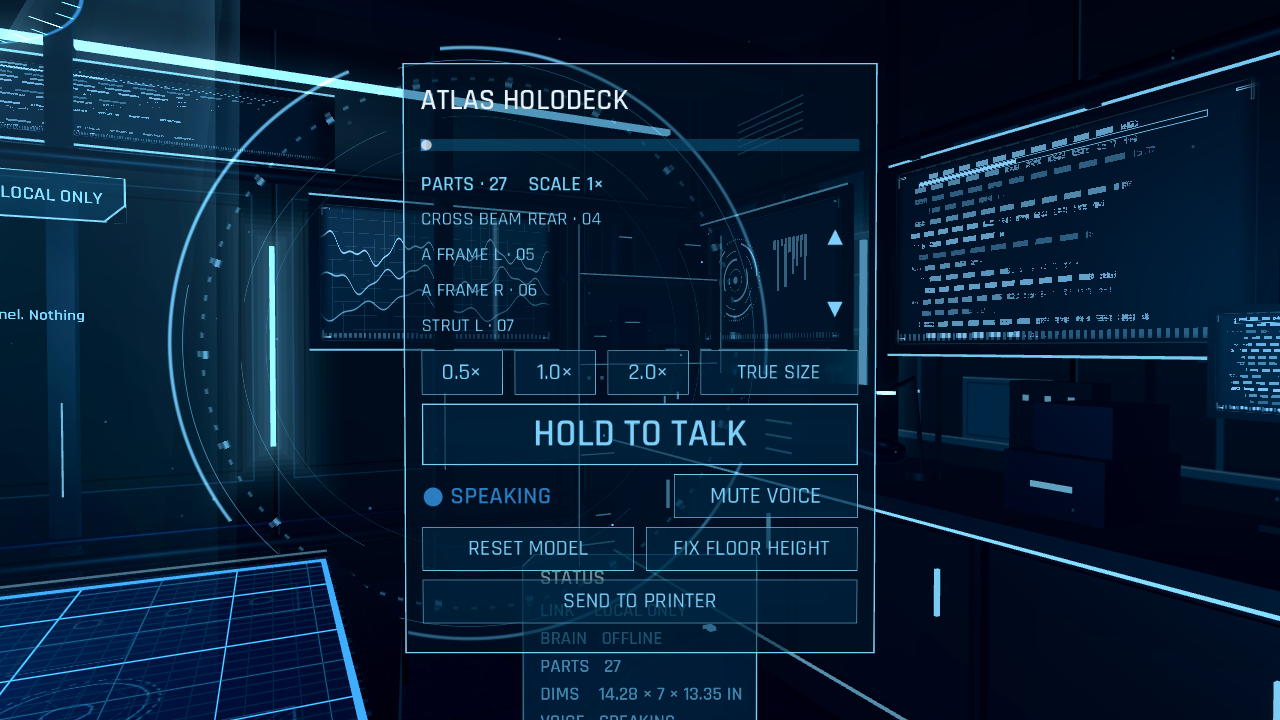 ATLAS HOLODECK
LOCAL ONLY
PARTS · 27 SCALE 1×
CROSS BEAM REAR · 04
A FRAME L · 05
A FRAME R · 06
STRUT L · 07
nel. Nothing
0.5× 1.0× 2.0× TRUE SIZE
HOLD TO TALK
SPEAKING MUTE VOICE
RESET MODEL FIX FLOOR HEIGHT
STATUS
SEND TO PRINTER
LINK LOCAL ONLY
BRAIN OFFLINE
PARTS 27
DIMS 14.28 × 7 × 13.35 IN
VOICE SPEAKING